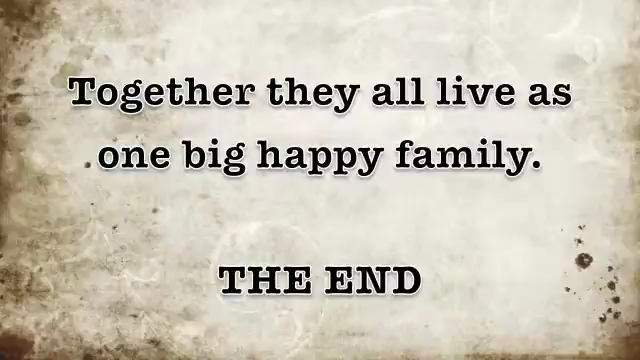 Together they all live as
one big happy family.
THE END